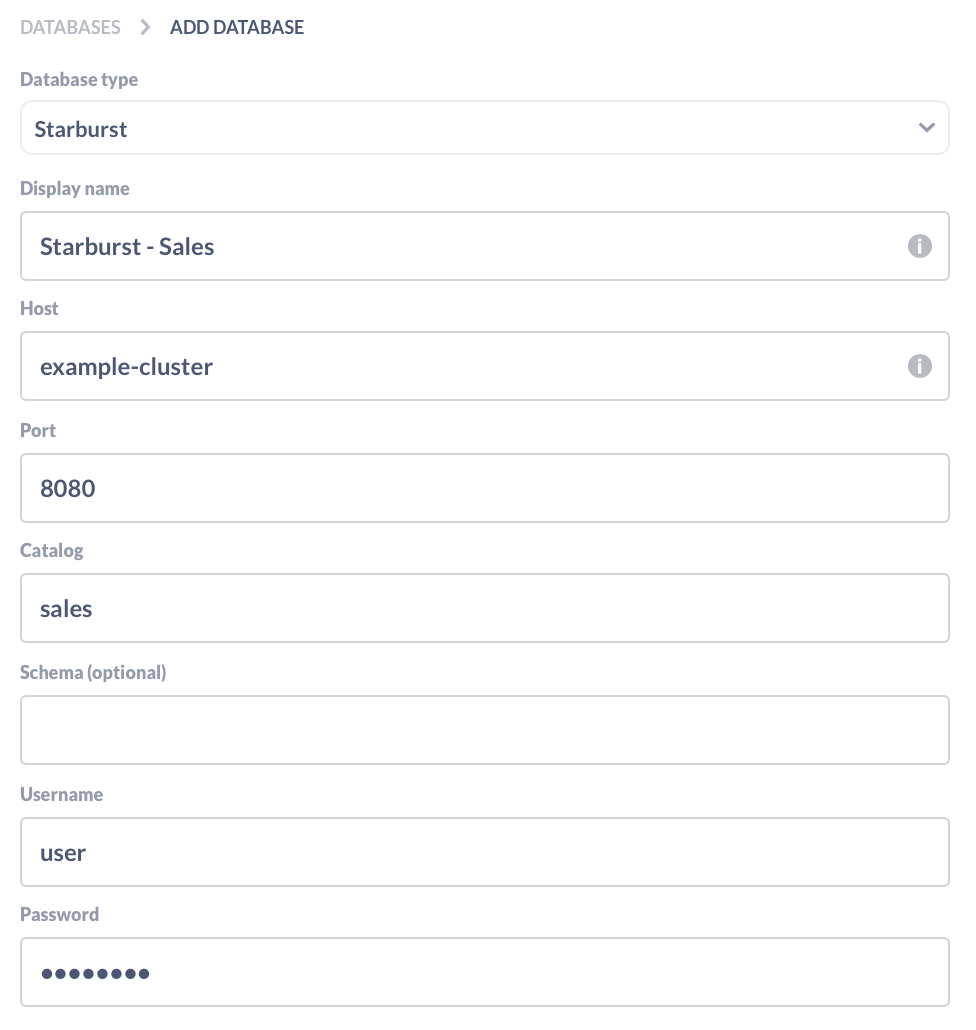 DATABASES > ADD DATABASE
Database type
Starburst
Display name
Starburst - Sales
Host
example-cluster
Port
8080
Catalog
sales
Schema (optional)
Username
user
Password
••••••••